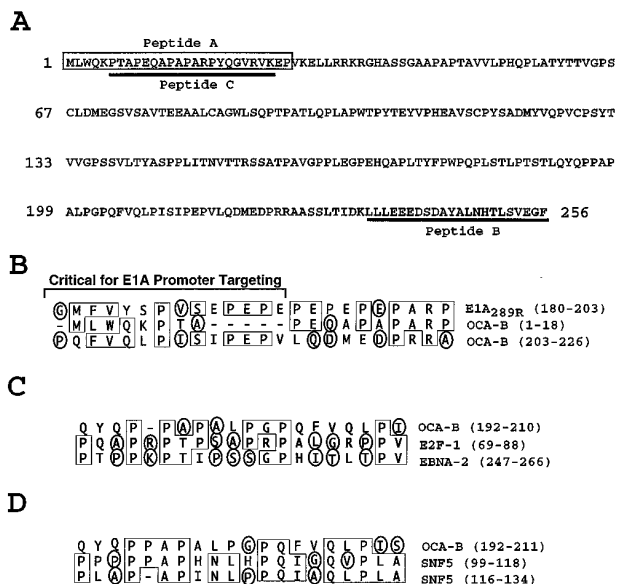 A
Peptide A
1 MLWQKPTAPEQAPAPARPYQGVRVKEPVKELLRRKRGHASSGAAPAPTAVVLPHQPLATYTTVGPS
Peptide C
67 CLDMEGSVSAVTEEAALCAGWLSQPTPATLQPLAPWTPYTEYVPHEAVSCPYSADMYVQPVCPSYT
133 VVGPSSVLTYASPPLITNVTTRSSATPAVGPPLEGPEHQAPLTYFPWPQPLSTLPTSTLQYQPPAP
199 ALPGPQFVQLPISIPEPVLQDMEDPRRAASSLTIDKLLLEEEDSDAYALNHTLSVEGF 256
Peptide B
B
Critical for E1A Promoter Targeting
G M F V Y S P V S E P E P E P E P E P E P A R P E1A289R (180-203)
- M L W Q K P T A - - - - - P E Q A P A P A R P OCA-B (1-18)
P Q F V Q L P I S I P E P V L Q D M E D P R R A OCA-B (203-226)
C
Q Y Q P - P A P A L P G P Q F V Q L P I OCA-B (192-210)
P Q A P R P T P S A P R P A L G R P P V E2F-1 (69-88)
P T P P K P T I P S S G P H I T L T P V EBNA-2 (247-266)
D
Q Y Q P P A P A L P G P Q F V Q L P I S OCA-B (192-211)
P P P P P A P H N L H P Q I G Q V P L A SNF5 (99-118)
P L A P - A P I N L P P Q I A Q L P L A SNF5 (116-134)